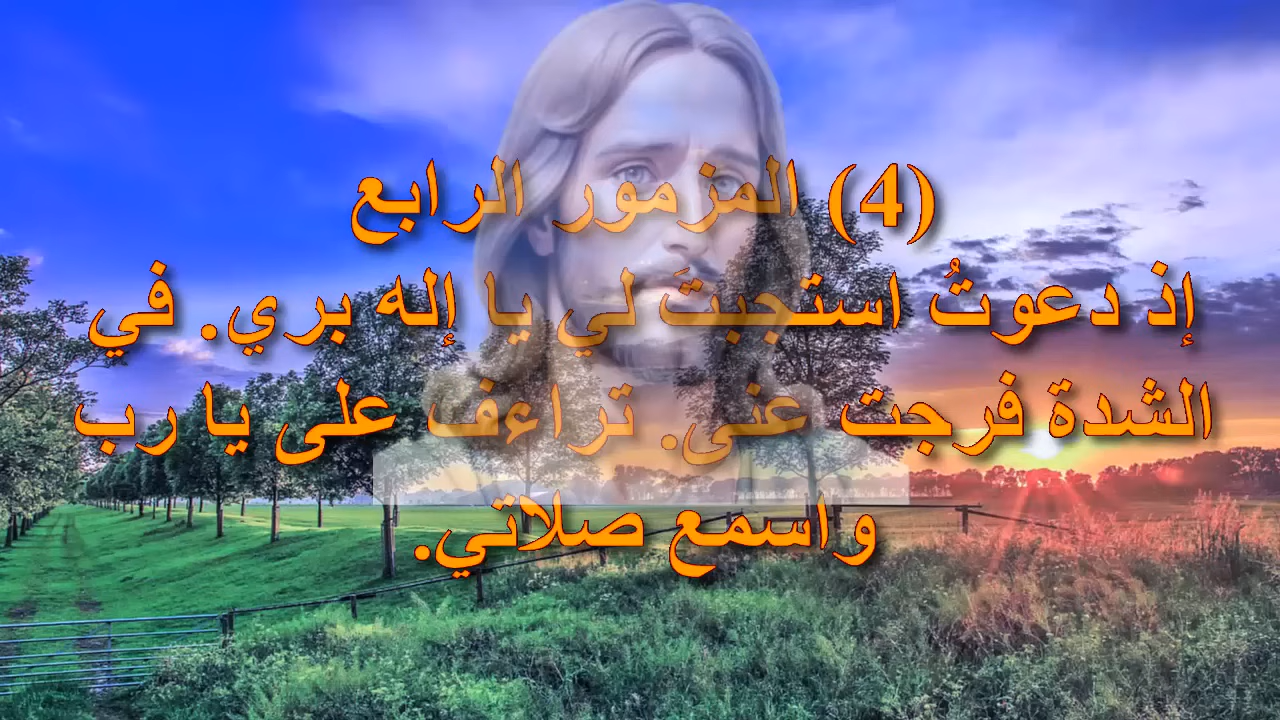 (4) المزمور الرابع
إذ دعوتُ استجبتَ لي يا إله بري. في
الشدة فرجت عنى. تراءف على يا رب
واسمع صلاتي.